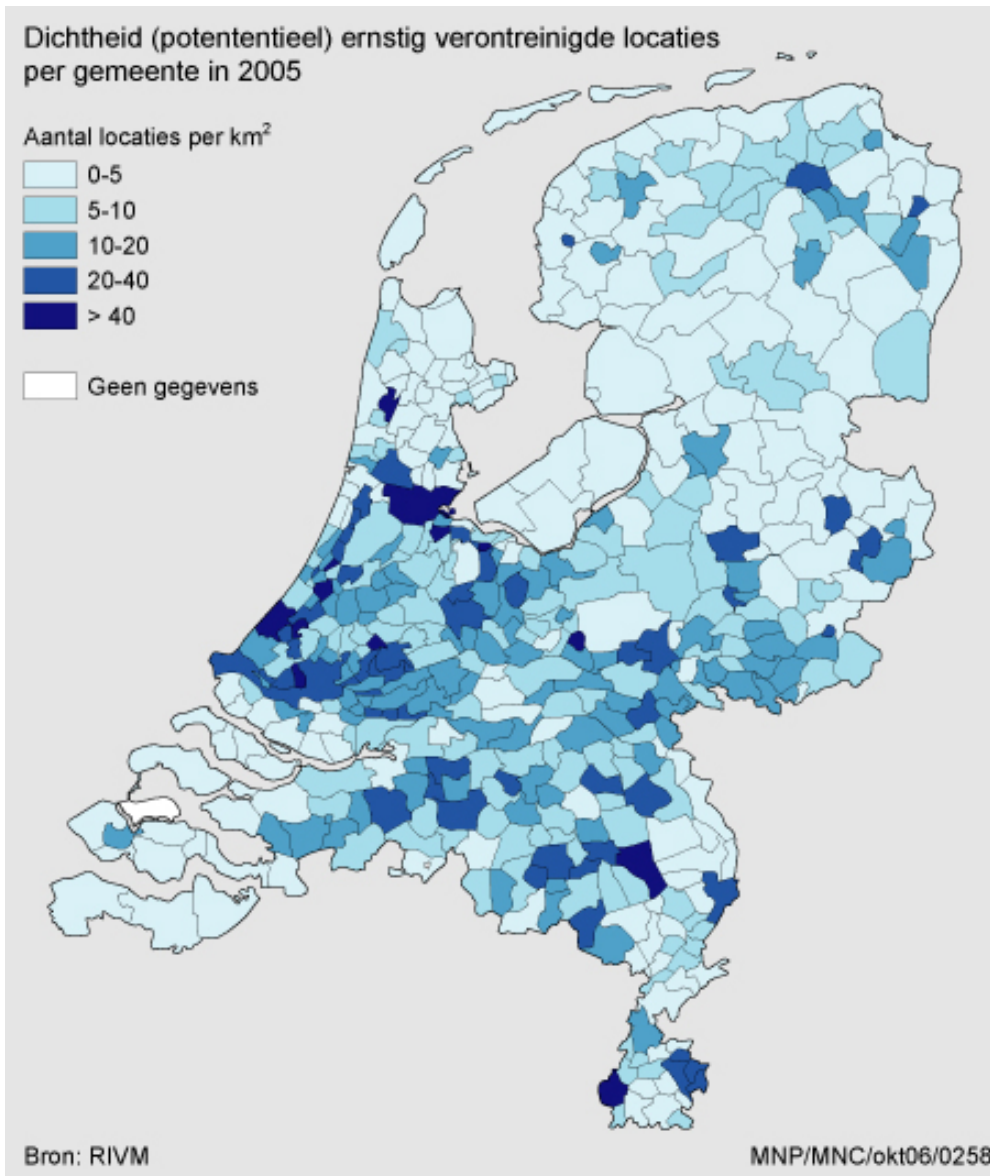 Dichtheid (potententieel) ernstig verontreinigde locaties
per gemeente in 2005
Aantal locaties per km²
0-5
5-10
10-20
20-40
> 40
Geen gegevens
Bron: RIVM
MNP/MNC/okt06/0258